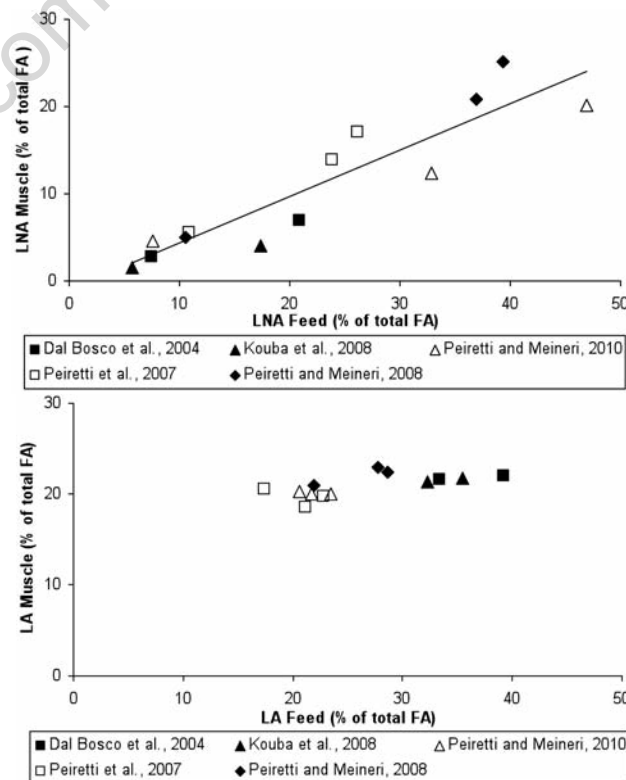 com
30
20
10
0
LNA Muscle (% of total FA )
0 10 20 30 40 50
LNA Feed (% of total FA)
■ Dal Bosco et al., 2004 ▲ Kouba et al., 2008 △ Peiretti and Meineri, 2010
□ Peiretti et al., 2007 ◆ Peiretti and Meineri, 2008
30
20
10
0
LA Muscle (% of total FA)
0 10 20 30 40 50
LA Feed (% of total FA)
■ Dal Bosco et al., 2004 ▲ Kouba et al., 2008 △ Peiretti and Meineri, 2010
□ Peiretti et al., 2007 ◆ Peiretti and Meineri, 2008